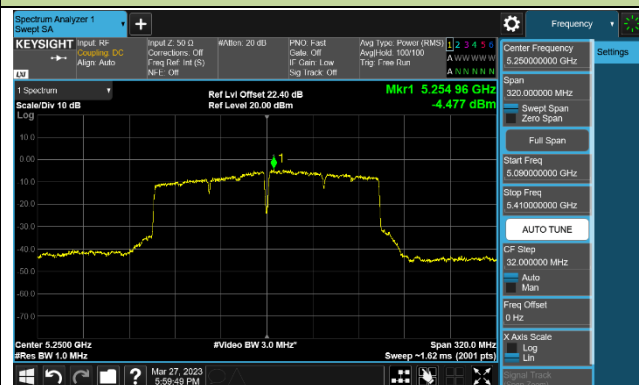 Spectrum Analyzer 1
Swept SA
+
Frequency
KEYSIGHT
Input: RF
Coupling: DC
Align: Auto
Input Z: 50 Ω
Corrections: Off
Freq Ref: Int (S)
NFE: Off
#Atten: 20 dB
PNO: Fast
Gate: Off
IF Gain: Low
Sig Track: Off
Avg Type: Power (RMS)
Avg|Hold: 100/100
Trig: Free Run
1 2 3 4 5 6
A W W W W W
A N N N N N
LXI
Center Frequency
5.250000000 GHz
Settings
Span
320.000000 MHz
Swept Span
Zero Span
Full Span
Start Freq
5.090000000 GHz
Stop Freq
5.410000000 GHz
AUTO TUNE
CF Step
32.000000 MHz
Auto
Man
Freq Offset
0 Hz
X Axis Scale
Log
Lin
Signal Track
1 Spectrum
Scale/Div 10 dB
Log
Ref Lvl Offset 22.40 dB
Ref Level 20.00 dBm
Mkr1 5.254 96 GHz
-4.477 dBm
1
10.0
0.00
-10.0
-20.0
-30.0
-40.0
-50.0
-60.0
-70.0
Center 5.2500 GHz
#Res BW 1.0 MHz
#Video BW 3.0 MHz*
Span 320.0 MHz
Sweep ~1.62 ms (2001 pts)
?
Mar 27, 2023
5:59:49 PM